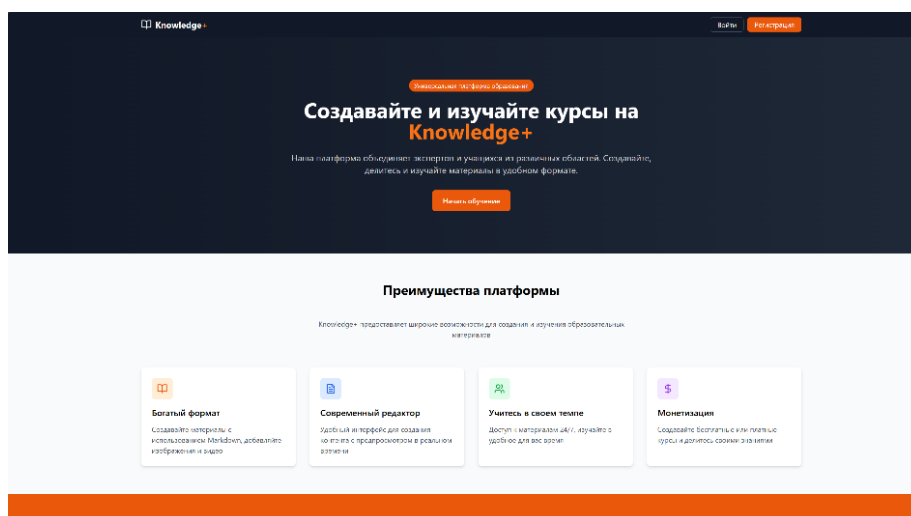 Knowledge+
Войти
Регистрация
Универсальная платформа образования
Создавайте и изучайте курсы на
Knowledge+
Наша платформа объединяет экспертов и учащихся из различных областей. Создавайте,
делитесь и изучайте материалы в удобном формате.
Начать обучение
Преимущества платформы
Knowledge+ предоставляет широкие возможности для создания и изучения образовательных
материалов
Богатый формат
Создавайте материалы с
использованием Markdown, добавляйте
изображения и видео
Современный редактор
Удобный интерфейс для создания
контента с предпросмотром в реальном
времени
Учитесь в своем темпе
Доступ к материалам 24/7, изучайте в
удобное для вас время
Монетизация
Создавайте бесплатные или платные
курсы и делитесь своими знаниями